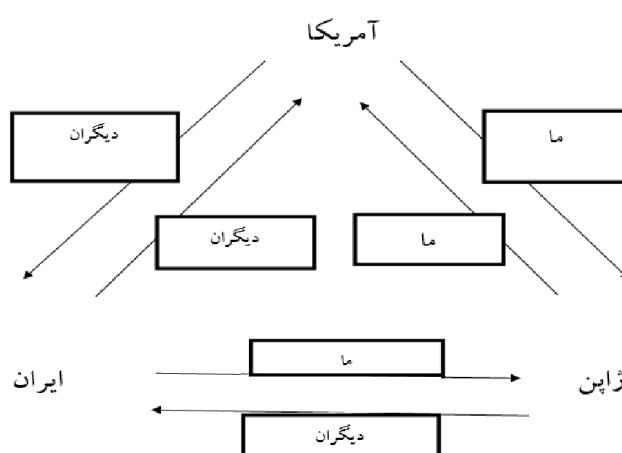 آمریکا
دیگران
ما
دیگران
ما
ما
ایران
ژاپن
دیگران